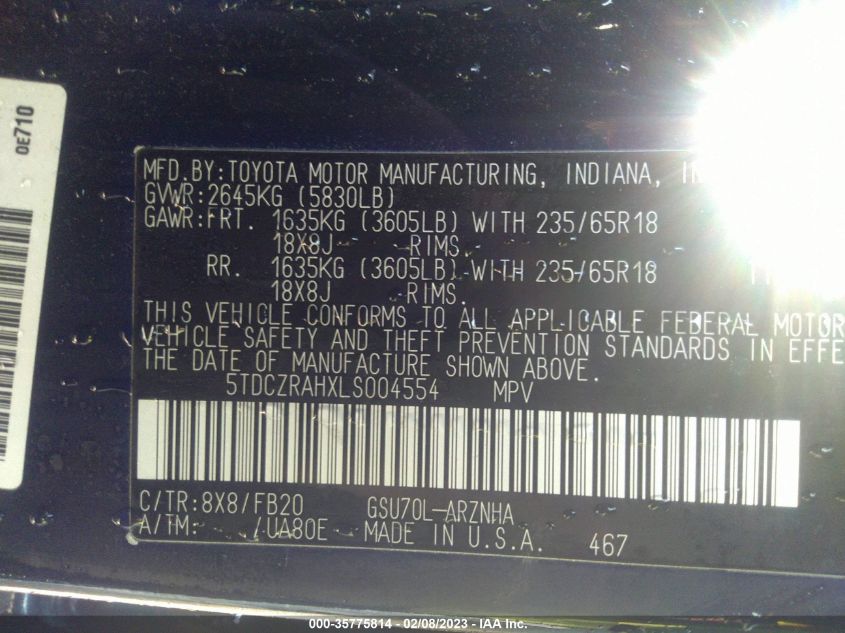 0E710
MFD.BY:TOYOTA MOTOR MANUFACTURING, INDIANA,
GVWR:2645KG (5830LB)
GAWR:FRT. 1635KG (3605LB) WITH 235/65R18
18X8J RIMS.
RR. 1635KG (3605LB) WITH 235/65R18
18X8J RIMS.
THIS VEHICLE CONFORMS TO ALL APPLICABLE FEDERAL MOTOR
VEHICLE SAFETY AND THEFT PREVENTION STANDARDS IN EFFE
THE DATE OF MANUFACTURE SHOWN ABOVE.
5TDCZRAHXLS004554 MPV
C/TR:8X8/FB20 GSU70L-ARZNHA
A/TM: /UA80E MADE IN U.S.A. 467
000-35775814 - 02/08/2023 - IAA Inc.